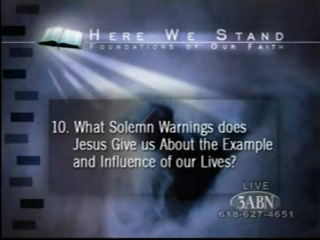 HERE WE STAND
FOUNDATIONS OF OUR FAITH
10. What Solemn Warnings does
Jesus Give us About the Example
and Influence of our Lives?
LIVE
3ABN
618-627-4651